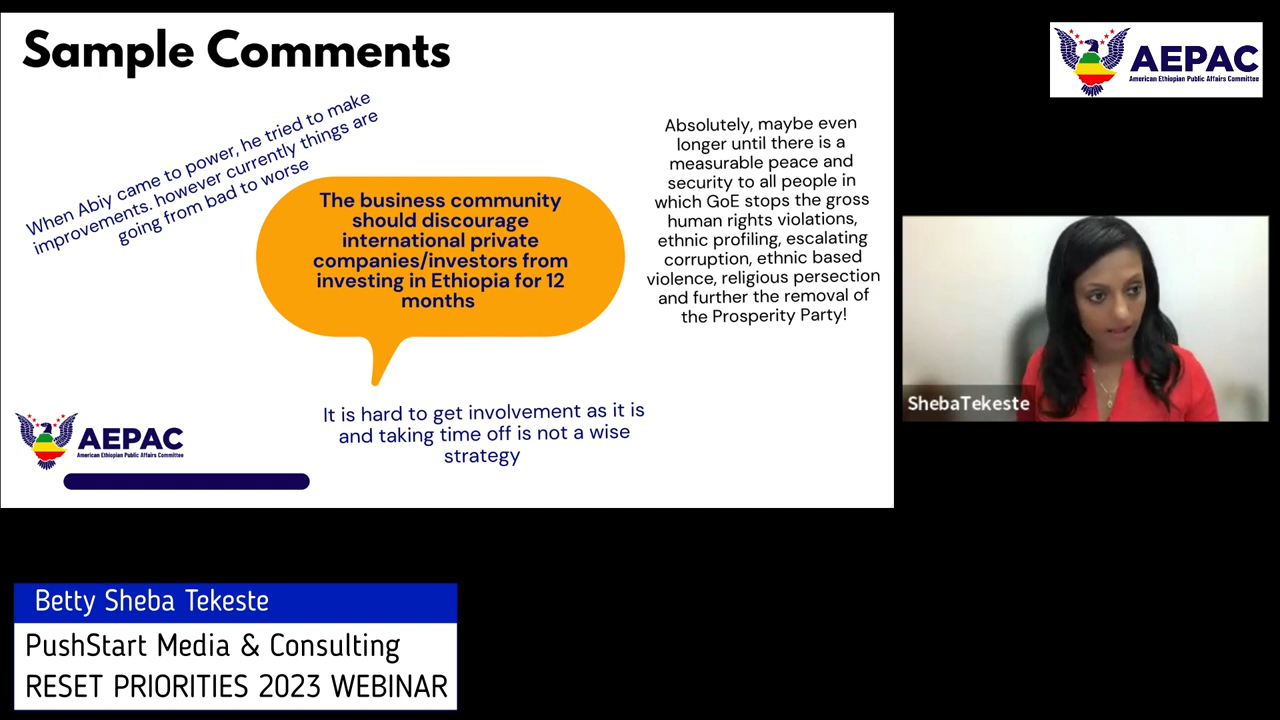 Sample Comments
When Abiy came to power, he tried to make
improvements. however currently things are
going from bad to worse
The business community
should discourage
international private
companies/investors from
investing in Ethiopia for 12
months
Absolutely, maybe even
longer until there is a
measurable peace and
security to all people in
which GoE stops the gross
human rights violations,
ethnic profiling, escalating
corruption, ethnic based
violence, religious persection
and further the removal of
the Prosperity Party!
It is hard to get involvement as it is
and taking time off is not a wise
strategy
AEPAC
American Ethiopian Public Affairs Committee
AEPAC
American Ethiopian Public Affairs Committee
ShebaTekeste
Betty Sheba Tekeste
PushStart Media & Consulting
RESET PRIORITIES 2023 WEBINAR